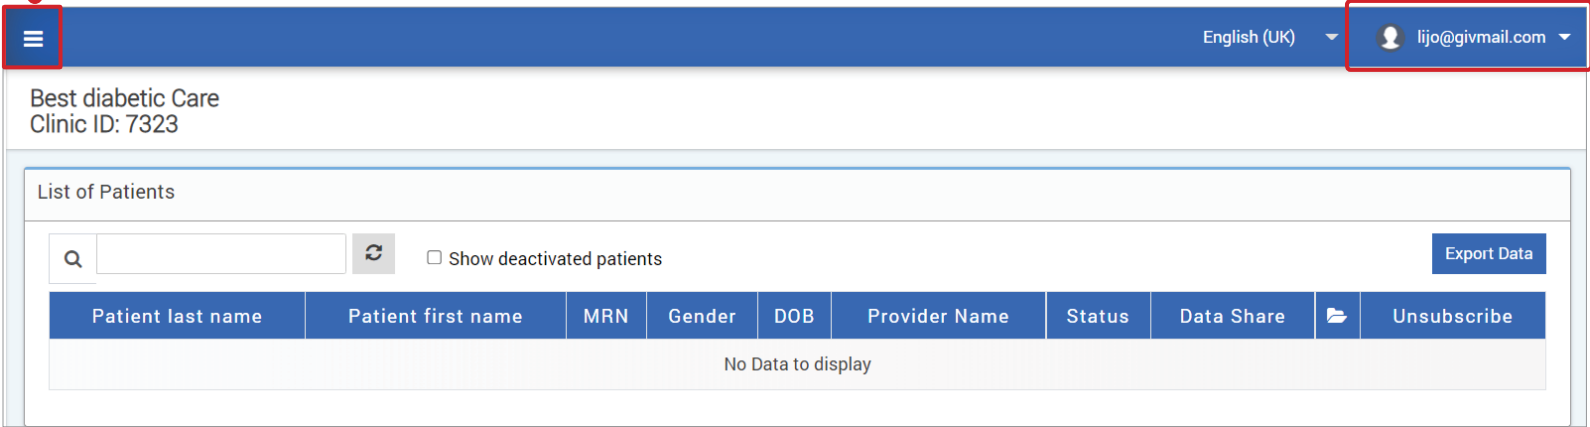 English (UK) lijo@givmail.com
Best diabetic Care
Clinic ID: 7323
List of Patients
Show deactivated patients Export Data
Patient last name Patient first name MRN Gender DOB Provider Name Status Data Share Unsubscribe
No Data to display